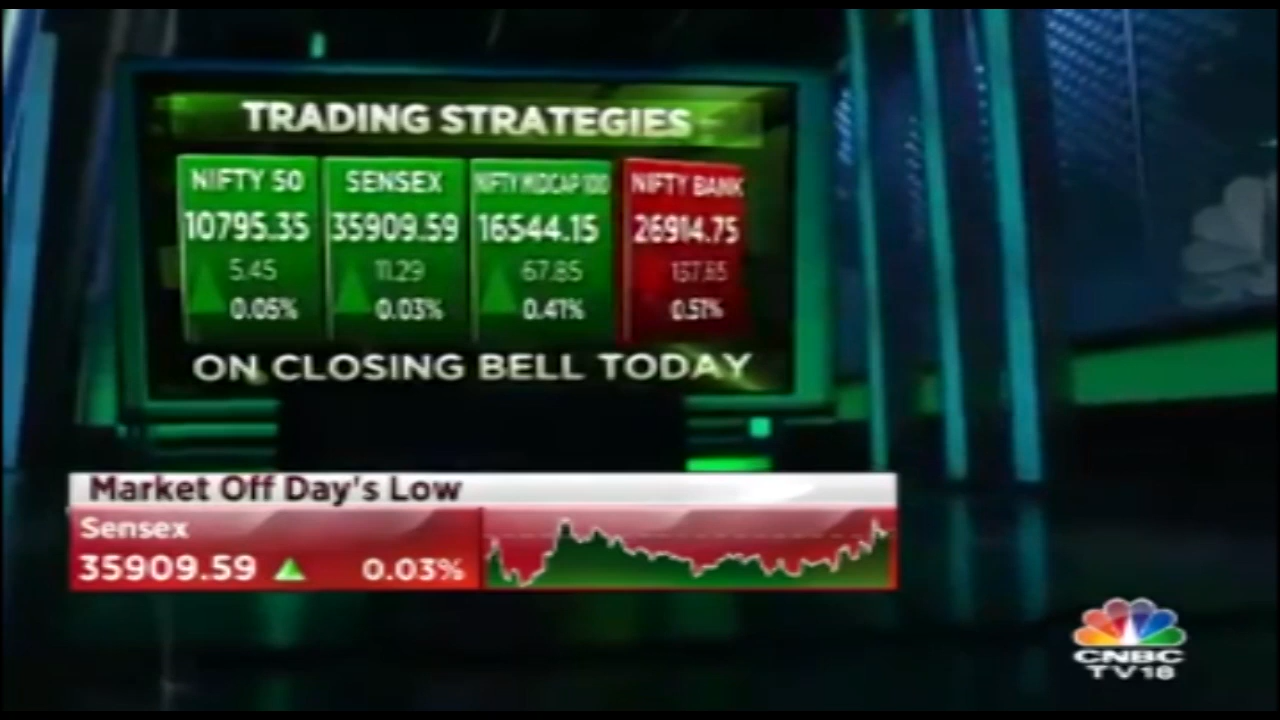 TRADING STRATEGIES
NIFTY 50 SENSEX NIFTY MIDCAP 100 NIFTY BANK
10795.35 35909.59 16544.15 26914.75
5.45 11.29 67.85
0.05% 0.03% 0.41% 0.51%
ON CLOSING BELL TODAY
Market Off Day's Low
Sensex
35909.59 0.03%
CNBC
TV18